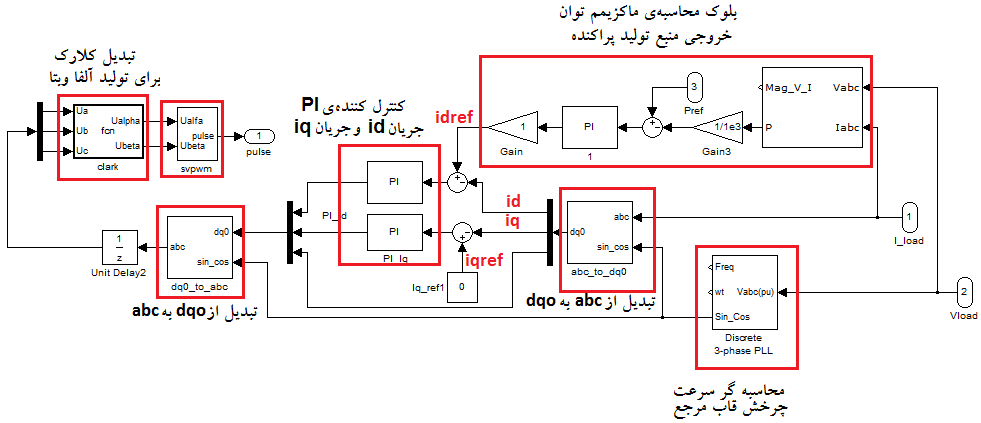 بلوک محاسبه‌ی ماکزیمم توان
خروجی منبع تولید پراکنده
تبدیل کلارک
برای تولید آلفا وبتا
کنترل کننده‌ی PI
جریان id وجریان iq
Ua
Ub
Uc
fcn
Ualpha
Ubeta
clark
Ualfa
pulse
Ubeta
svpwm
1
pulse
idref
1
Gain
PI
1
3
Pref
1/1e3
Gain3
Mag_V_I
P
Vabc
Iabc
PI
PI_Id
PI
PI_Iq
id
iq
iqref
0
Iq_ref1
abc
dq0
sin_cos
abc_to_dq0
تبدیل از abc به dqo
1
I_load
2
Vload
Freq
wt
Vabc(pu)
Sin_Cos
Discrete
3-phase PLL
محاسبه گر سرعت
چرخش قاب مرجع
dq0
abc
sin_cos
dq0_to_abc
تبدیل از dqo به abc
1
z
Unit Delay2